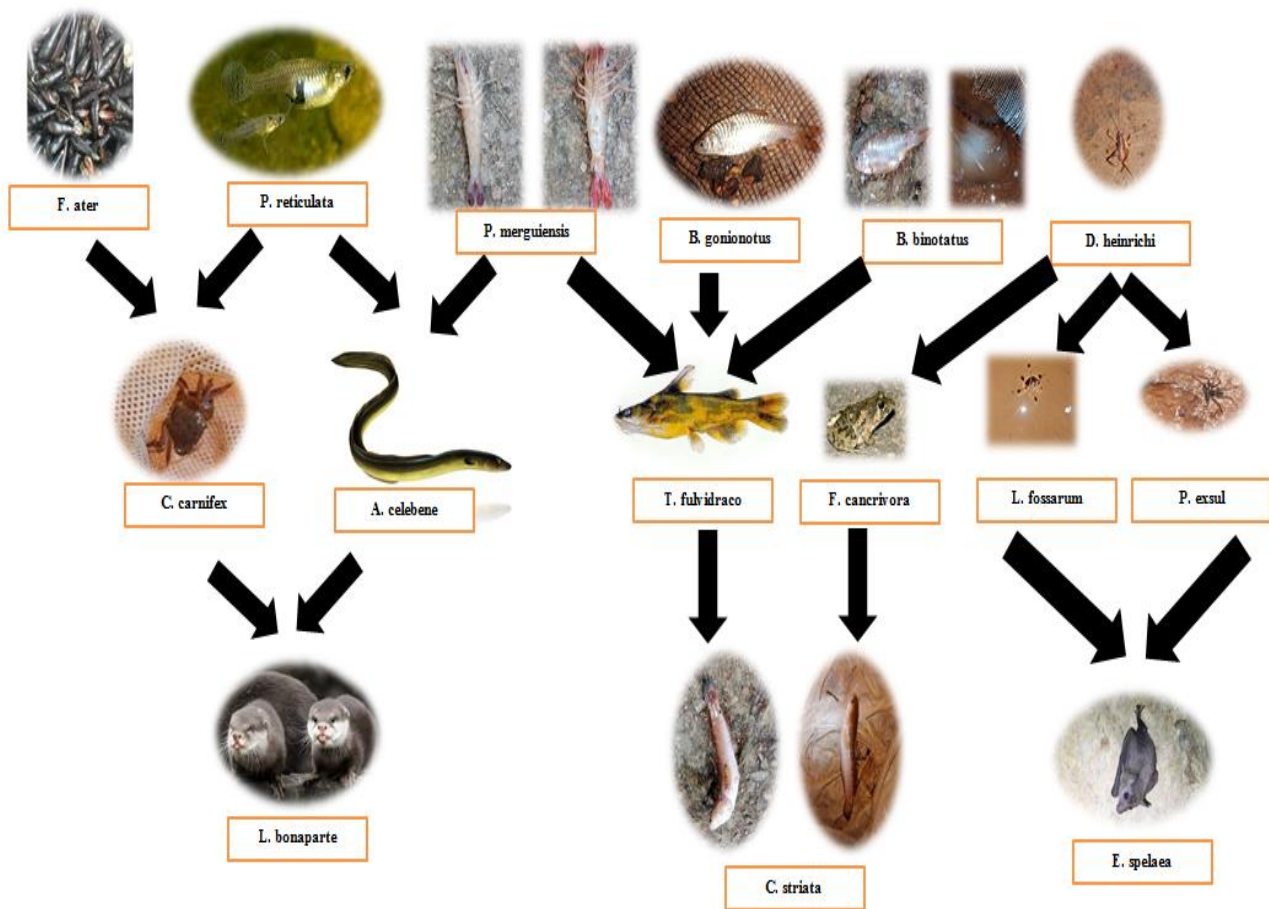 F. ater
P. reticulata
P. merguiensis
B. gonionotus
B. binotatus
D. heinrichi
C. carnifex
A. celebene
T. fulvidraco
F. cancrivora
L. fossarum
P. exsul
L. bonaparte
C. striata
E. spelaea